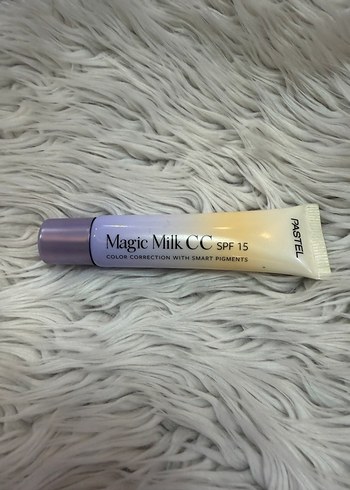 Magic Milk CC SPF 15
COLOR CORRECTION WITH SMART PIGMENTS
PASTEL